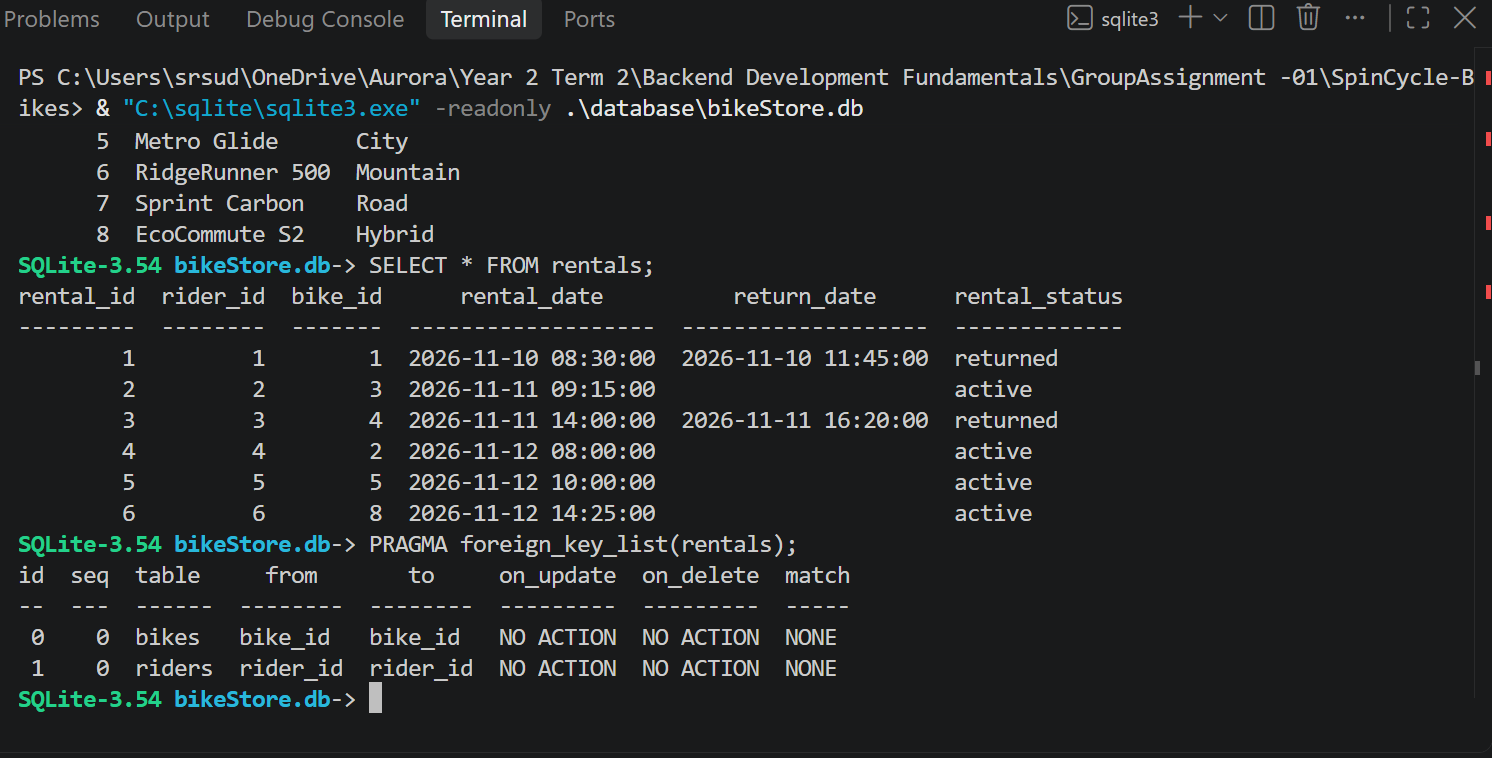 Problems Output Debug Console Terminal Ports sqlite3
PS C:\Users\srsud\OneDrive\Aurora\Year 2 Term 2\Backend Development Fundamentals\GroupAssignment -01\SpinCycle-B
ikes> & "C:\sqlite\sqlite3.exe" -readonly .\database\bikeStore.db
5 Metro Glide City
6 RidgeRunner 500 Mountain
7 Sprint Carbon Road
8 EcoCommute S2 Hybrid
SQLite-3.54 bikeStore.db-> SELECT * FROM rentals;
rental_id rider_id bike_id rental_date return_date rental_status
--------- -------- ------- ------------------- ------------------- -------------
1 1 1 2026-11-10 08:30:00 2026-11-10 11:45:00 returned
2 2 3 2026-11-11 09:15:00 active
3 3 4 2026-11-11 14:00:00 2026-11-11 16:20:00 returned
4 4 2 2026-11-12 08:00:00 active
5 5 5 2026-11-12 10:00:00 active
6 6 8 2026-11-12 14:25:00 active
SQLite-3.54 bikeStore.db-> PRAGMA foreign_key_list(rentals);
id seq table from to on_update on_delete match
-- --- ------ -------- -------- --------- --------- -----
0 0 bikes bike_id bike_id NO ACTION NO ACTION NONE
1 0 riders rider_id rider_id NO ACTION NO ACTION NONE
SQLite-3.54 bikeStore.db->